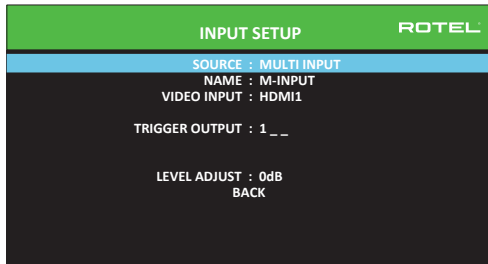 INPUT SETUP ROTEL
SOURCE : MULTI INPUT
NAME : M-INPUT
VIDEO INPUT : HDMI1
TRIGGER OUTPUT : 1 _ _
LEVEL ADJUST : 0dB
BACK